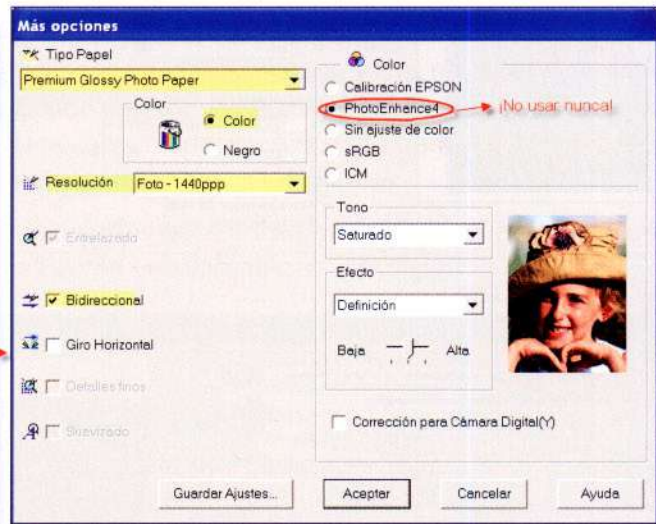 Más opciones
Tipo Papel
Premium Glossy Photo Paper
Color
Color
Negro
Resolución
Foto - 1440ppp
Entrelazado
Bidireccional
Giro Horizontal
Detalles finos
Suavizado
Color
Calibración EPSON
PhotoEnhance4
¡No usar nunca!
Sin ajuste de color
sRGB
ICM
Tono
Saturado
Efecto
Definición
Baja
Alta
Corrección para Cámara Digital(Y)
Guardar Ajustes...
Aceptar
Cancelar
Ayuda